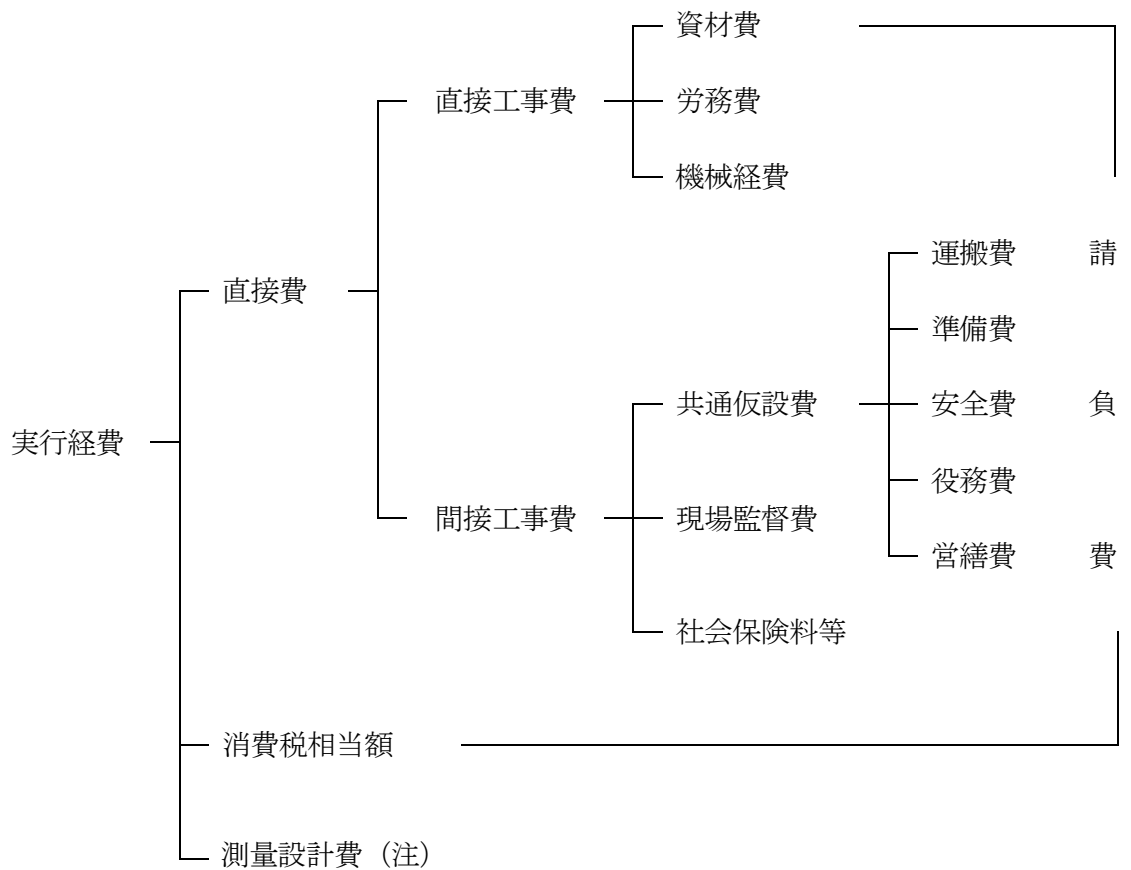 資材費
直接工事費
労務費
機械経費
運搬費
請
直接費
準備費
共通仮設費
安全費
負
実行経費
役務費
間接工事費
現場監督費
営繕費
費
社会保険料等
消費税相当額
測量設計費（注）